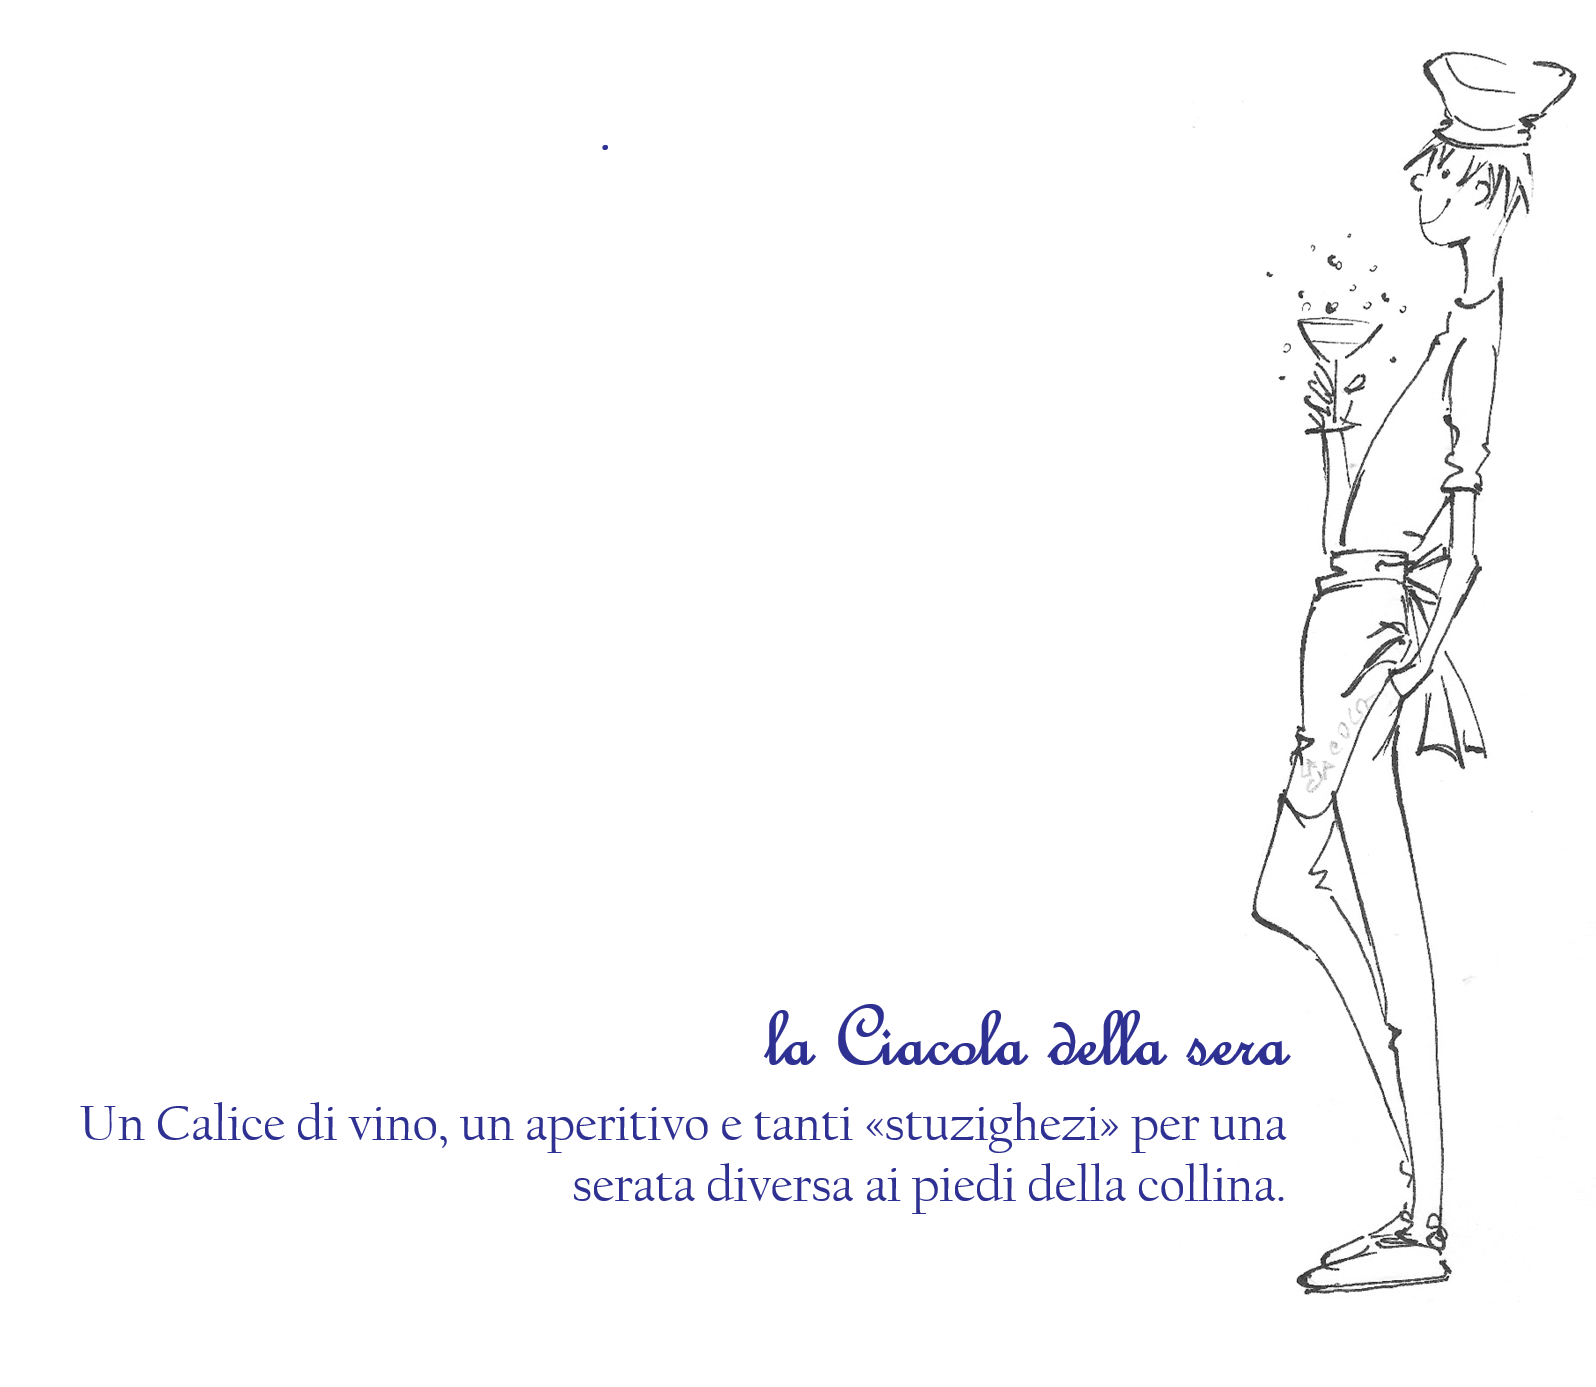 .
la Ciacola della sera
Un Calice di vino, un aperitivo e tanti «stuzighezi» per una
serata diversa ai piedi della collina.